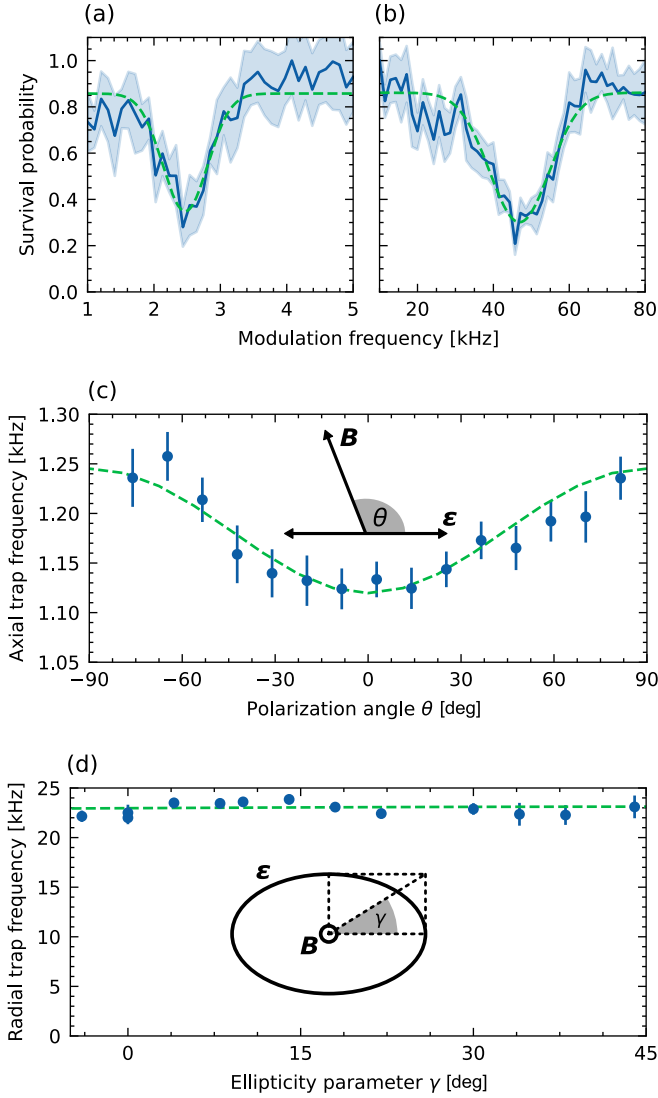 (a) (b)
Survival probability
1.0
0.8
0.6
0.4
0.2
0.0
1 2 3 4 5
20 40 60 80
Modulation frequency [kHz]
(c)
Axial trap frequency [kHz]
1.30
1.25
1.20
1.15
1.10
1.05
B
θ
ε
−90 −60 −30 0 30 60 90
Polarization angle θ [deg]
(d)
Radial trap frequency [kHz]
25
20
15
10
5
0
ε
γ
B
0 15 30 45
Ellipticity parameter γ [deg]